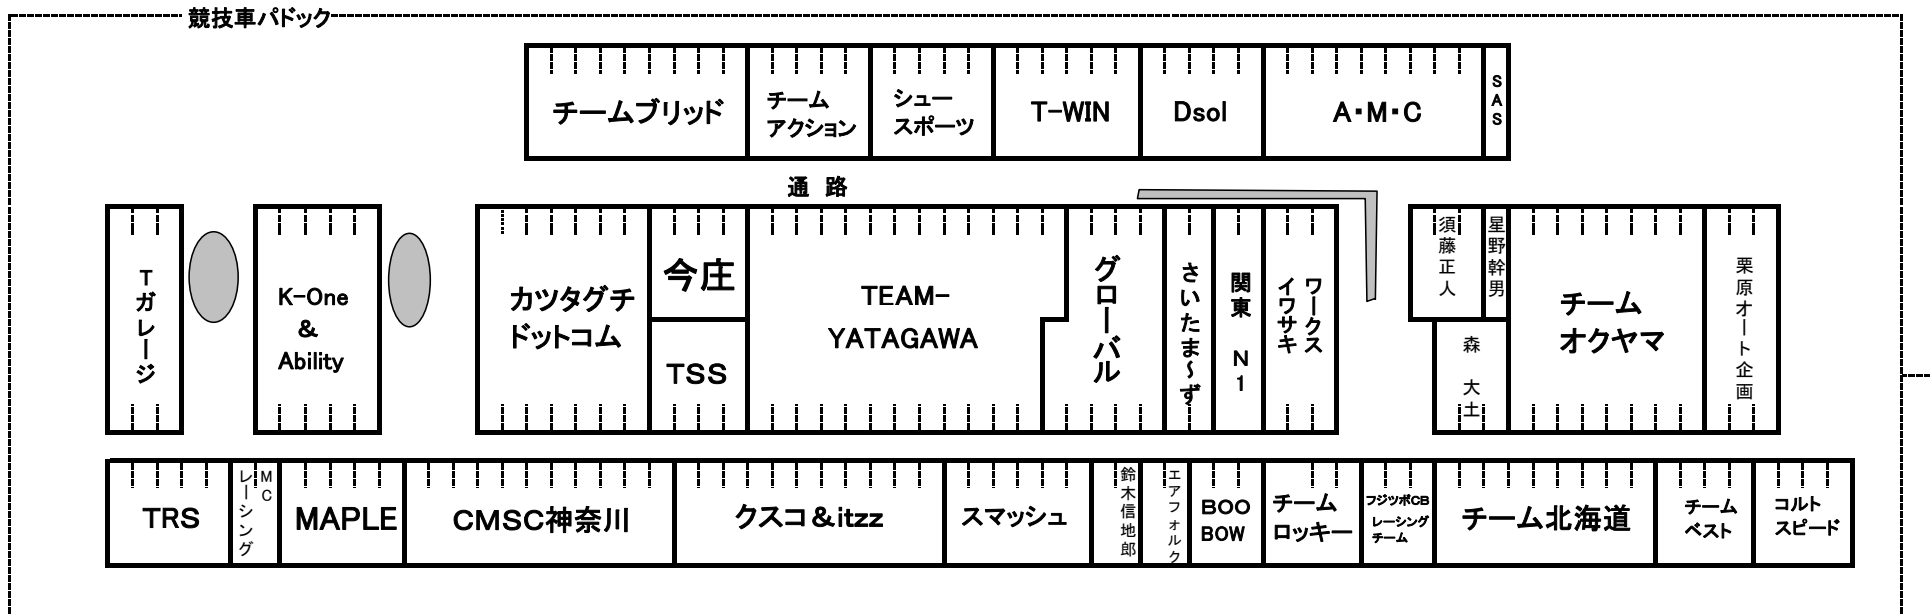 競技車パドック
チームブリッド
チーム
アクション
シュー
スポーツ
T-WIN
Dsol
A・M・C
SAS
通 路
Tガレージ
K-One
&
Ability
カツタグチ
ドットコム
今庄
TSS
TEAM-
YATAGAWA
グローバル
さいたま～ず
関東 N1
ワークス
イワサキ
須藤正人
星野幹男
森 大土
チーム
オクヤマ
栗原オート企画
TRS
MC
レーシング
MAPLE
CMSC神奈川
クスコ&itzz
スマッシュ
鈴木信地郎
エアフォルク
BOO
BOW
チーム
ロッキー
フジツボCB
レーシング
チーム
チーム北海道
チーム
ベスト
コルト
スピード